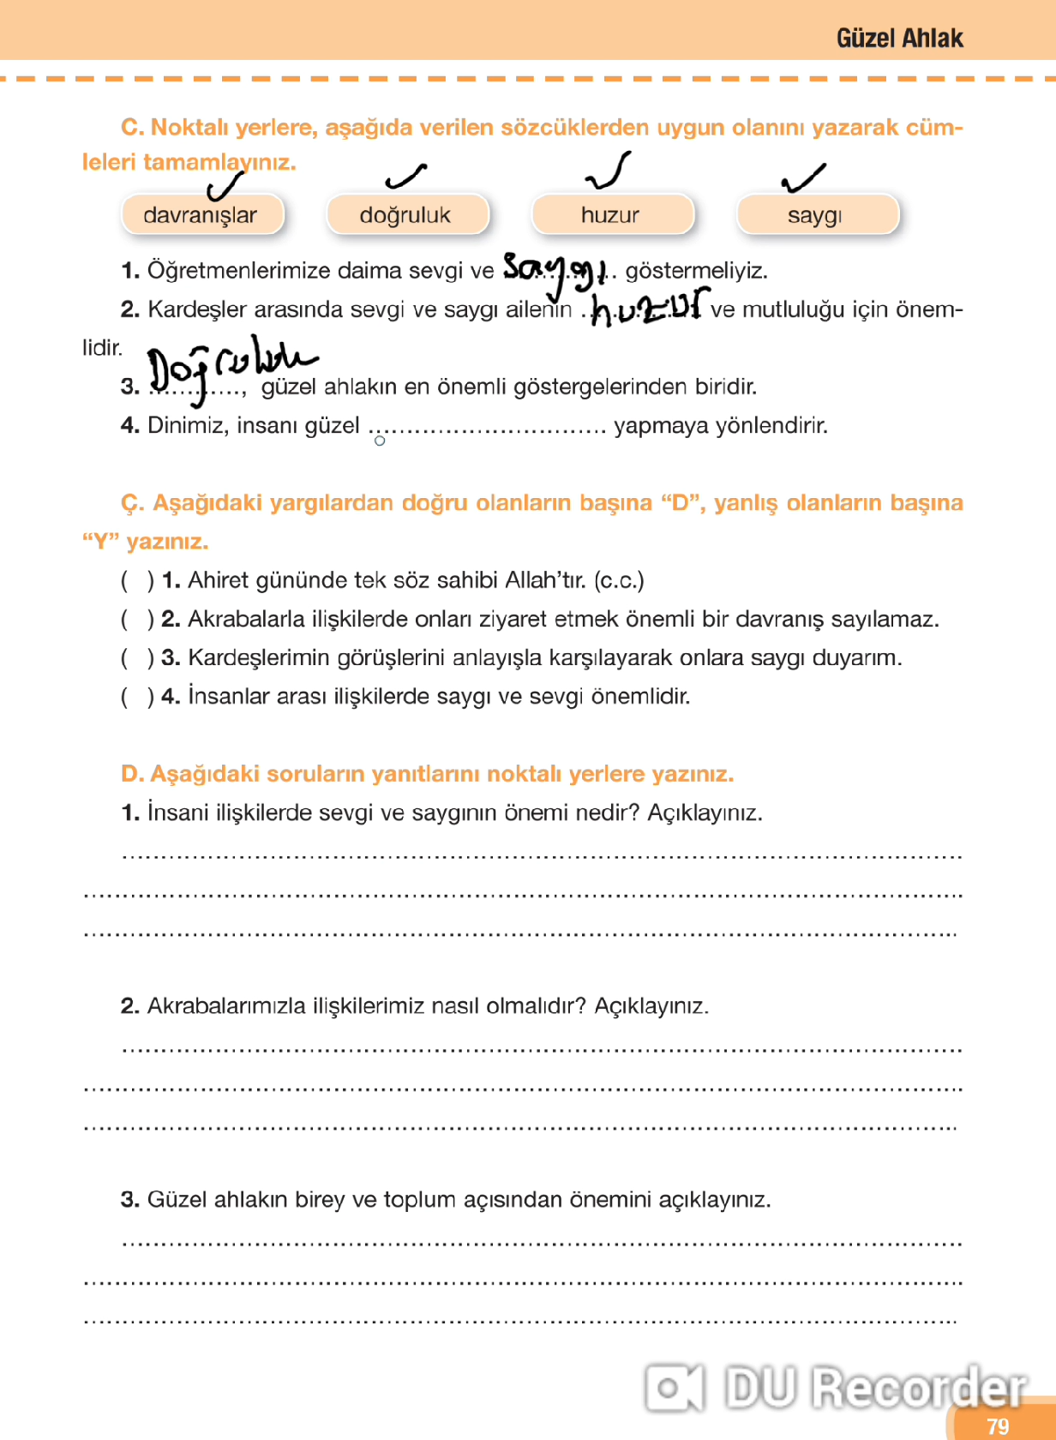 Güzel Ahlak
C. Noktalı yerlere, aşağıda verilen sözcüklerden uygun olanını yazarak cüm-
leleri tamamlayınız.
davranışlar doğruluk huzur saygı
1. Öğretmenlerimize daima sevgi ve saygı göstermeliyiz.
2. Kardeşler arasında sevgi ve saygı ailenin huzur ve mutluluğu için önem-
lidir.
3. Doğruluk, güzel ahlakın en önemli göstergelerinden biridir.
4. Dinimiz, insanı güzel ............................... yapmaya yönlendirir.
Ç. Aşağıdaki yargılardan doğru olanların başına “D”, yanlış olanların başına
“Y” yazınız.
( ) 1. Ahiret gününde tek söz sahibi Allah’tır. (c.c.)
( ) 2. Akrabalarla ilişkilerde onları ziyaret etmek önemli bir davranış sayılamaz.
( ) 3. Kardeşlerimin görüşlerini anlayışla karşılayarak onlara saygı duyarım.
( ) 4. İnsanlar arası ilişkilerde saygı ve sevgi önemlidir.
D. Aşağıdaki soruların yanıtlarını noktalı yerlere yazınız.
1. İnsani ilişkilerde sevgi ve saygının önemi nedir? Açıklayınız.
2. Akrabalarımızla ilişkilerimiz nasıl olmalıdır? Açıklayınız.
3. Güzel ahlakın birey ve toplum açısından önemini açıklayınız.
DU Recorder
79